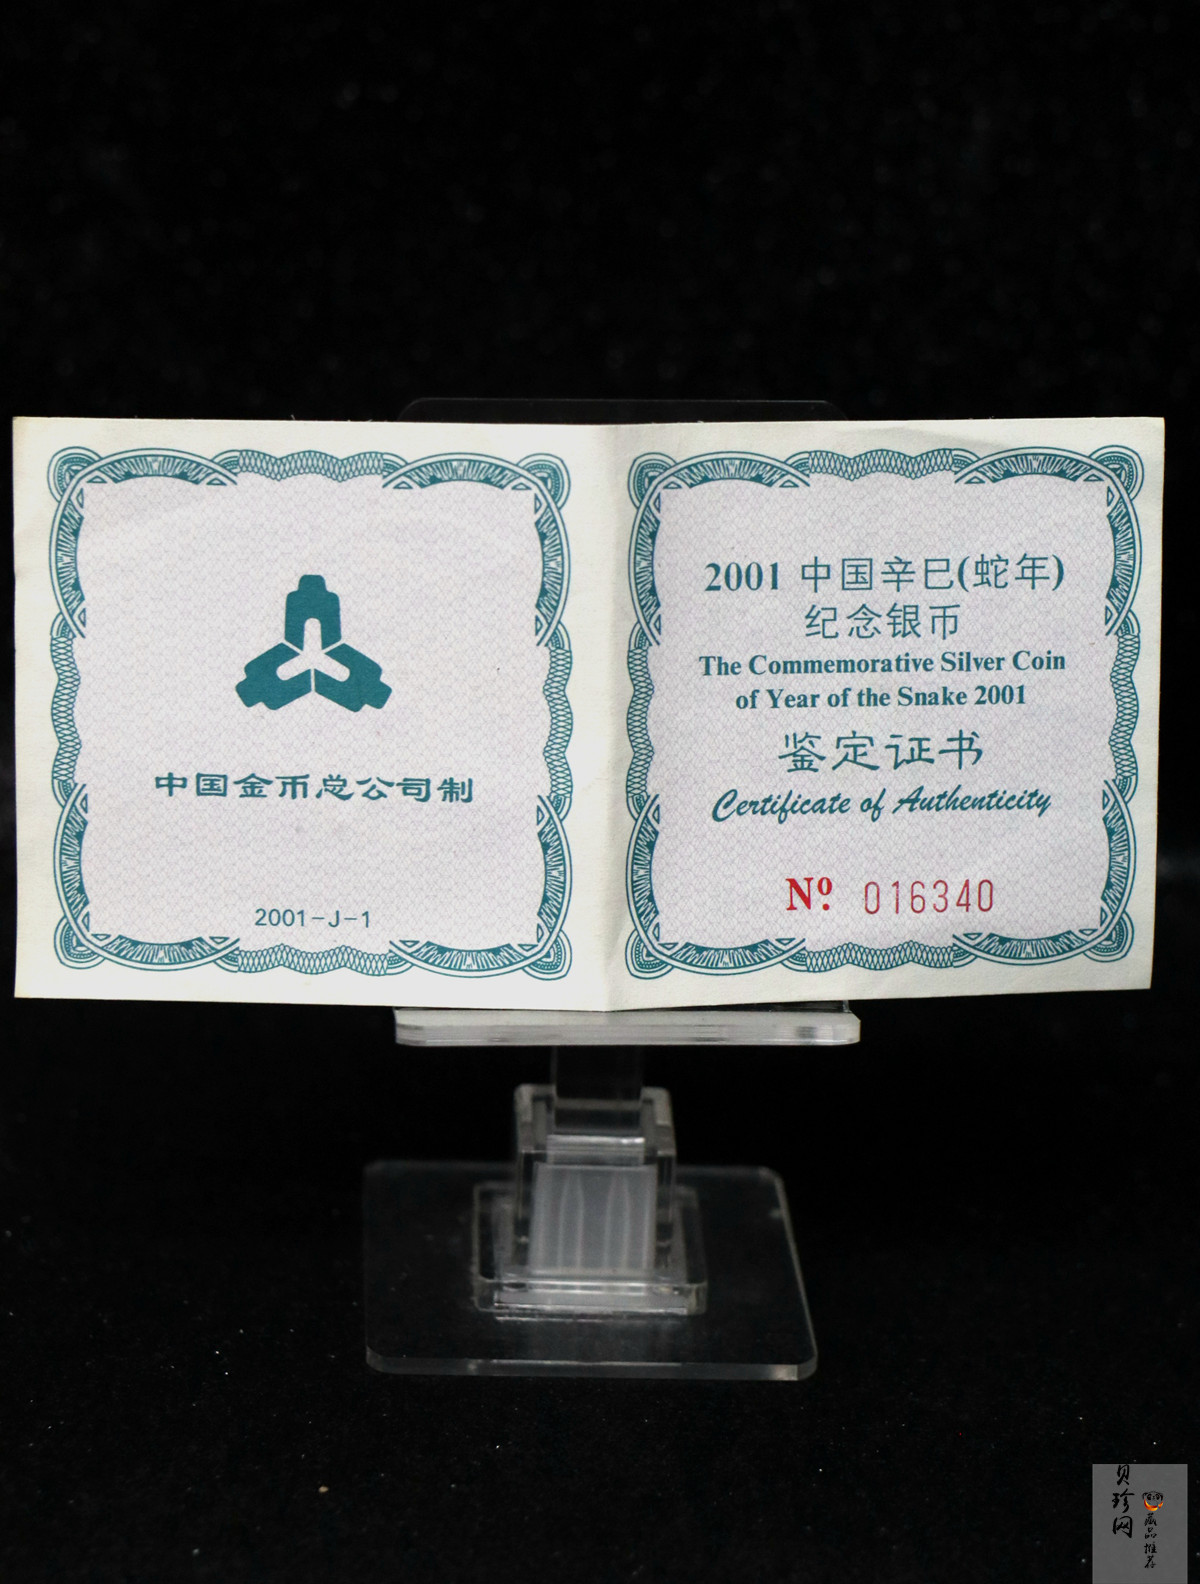 中国金币总公司制
2001-J-1
2001 中国辛巳(蛇年)
纪念银币
The Commemorative Silver Coin
of Year of the Snake 2001
鉴定证书
Certificate of Authenticity
Nº 016340
贝珍网
藏品推荐